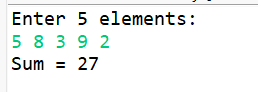 Enter 5 elements:
5 8 3 9 2
Sum = 27